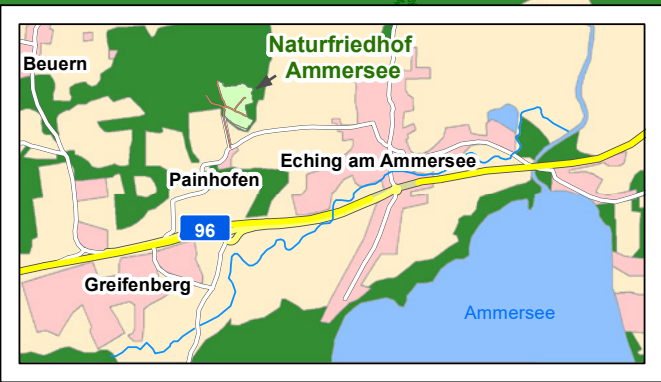 Naturfriedhof
Ammersee
Beuern
Eching am Ammersee
Painhofen
96
Greifenberg
Ammersee